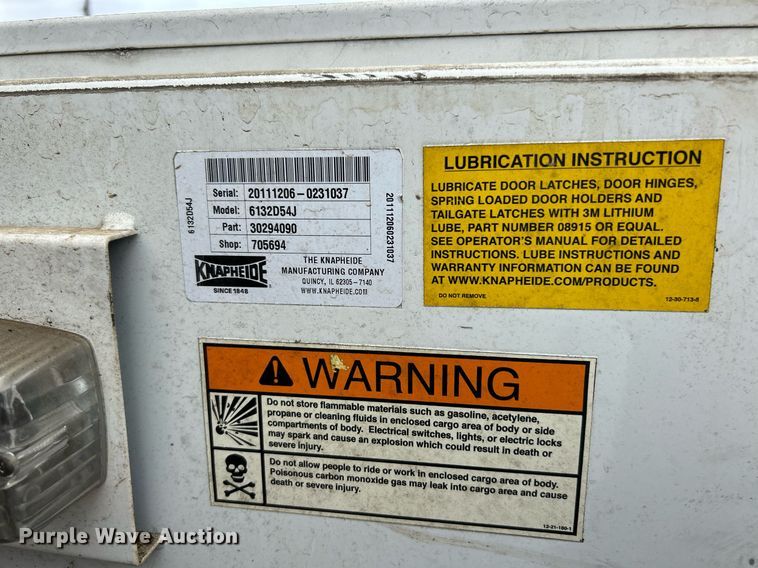 6132D54J
Serial: 20111206-0231037
Model: 6132D54J
Part: 30294090
Shop: 705694
20111206-0231037
KNAPHEIDE
SINCE 1848
THE KNAPHEIDE
MANUFACTURING COMPANY
QUINCY, IL 62305-7140
WWW.KNAPHEIDE.COM
LUBRICATION INSTRUCTION
LUBRICATE DOOR LATCHES, DOOR HINGES,
SPRING LOADED DOOR HOLDERS AND
TAILGATE LATCHES WITH 3M LITHIUM
LUBE, PART NUMBER 08915 OR EQUAL.
SEE OPERATOR'S MANUAL FOR DETAILED
INSTRUCTIONS. LUBE INSTRUCTIONS AND
WARRANTY INFORMATION CAN BE FOUND
AT WWW.KNAPHEIDE.COM/PRODUCTS.
DO NOT REMOVE
12-30-713-8
WARNING
Do not store flammable materials such as gasoline, acetylene,
propane or cleaning fluids in enclosed cargo area of body or side
compartments of body. Electrical switches, lights, or electric locks
may spark and cause an explosion which could result in death or
severe injury.
Do not allow people to ride or work in enclosed cargo area of body.
Poisonous carbon monoxide gas may leak into cargo area and cause
death or severe injury.
12-21-180-1
Purple Wave Auction